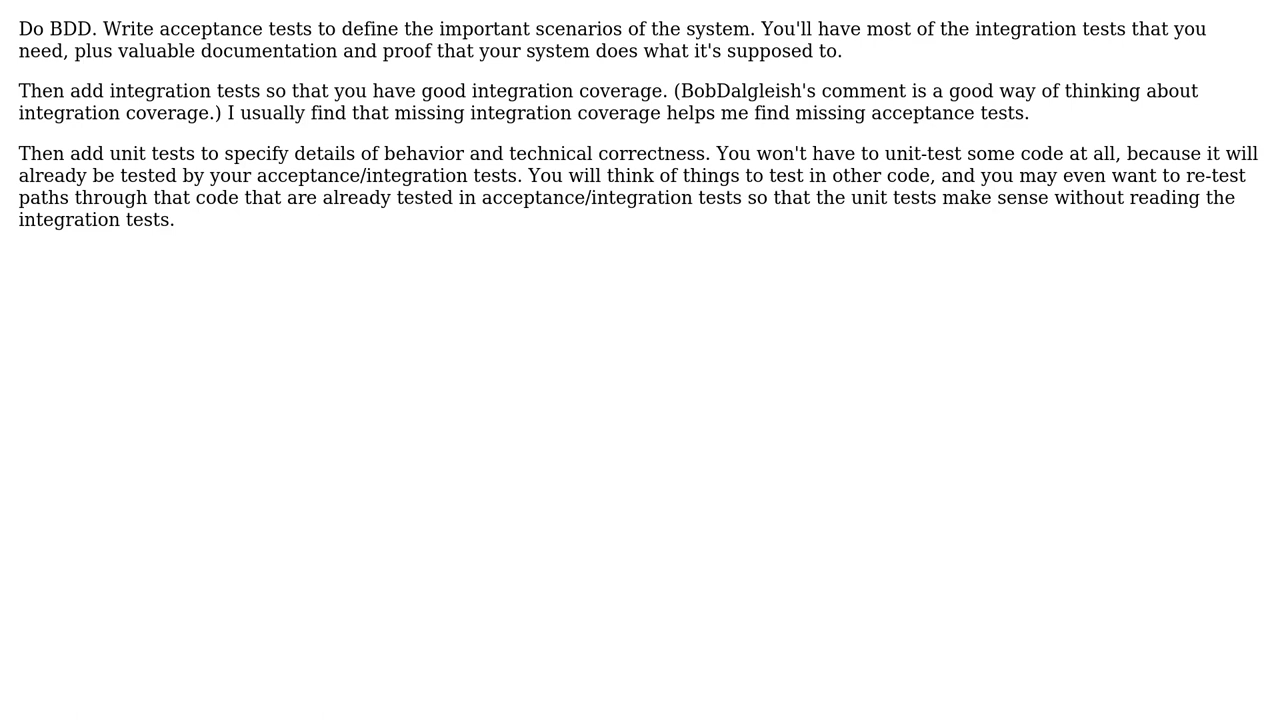 Do BDD. Write acceptance tests to define the important scenarios of the system. You'll have most of the integration tests that you
need, plus valuable documentation and proof that your system does what it's supposed to.
Then add integration tests so that you have good integration coverage. (BobDalgleish's comment is a good way of thinking about
integration coverage.) I usually find that missing integration coverage helps me find missing acceptance tests.
Then add unit tests to specify details of behavior and technical correctness. You won't have to unit-test some code at all, because it will
already be tested by your acceptance/integration tests. You will think of things to test in other code, and you may even want to re-test
paths through that code that are already tested in acceptance/integration tests so that the unit tests make sense without reading the
integration tests.